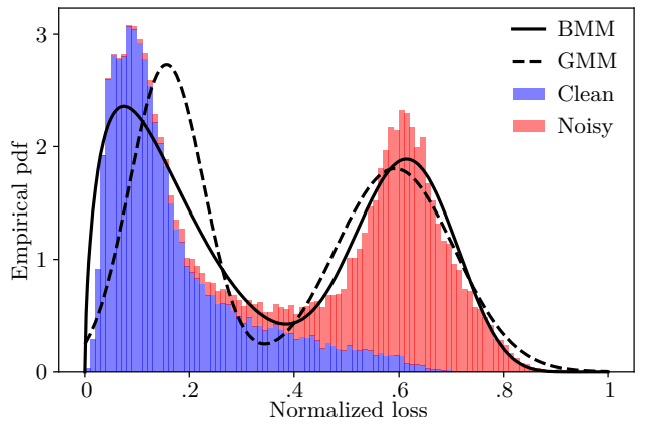 BMM
GMM
Clean
Noisy
Empirical pdf
3
2
1
0
0
.2
.4
.6
.8
1
Normalized loss